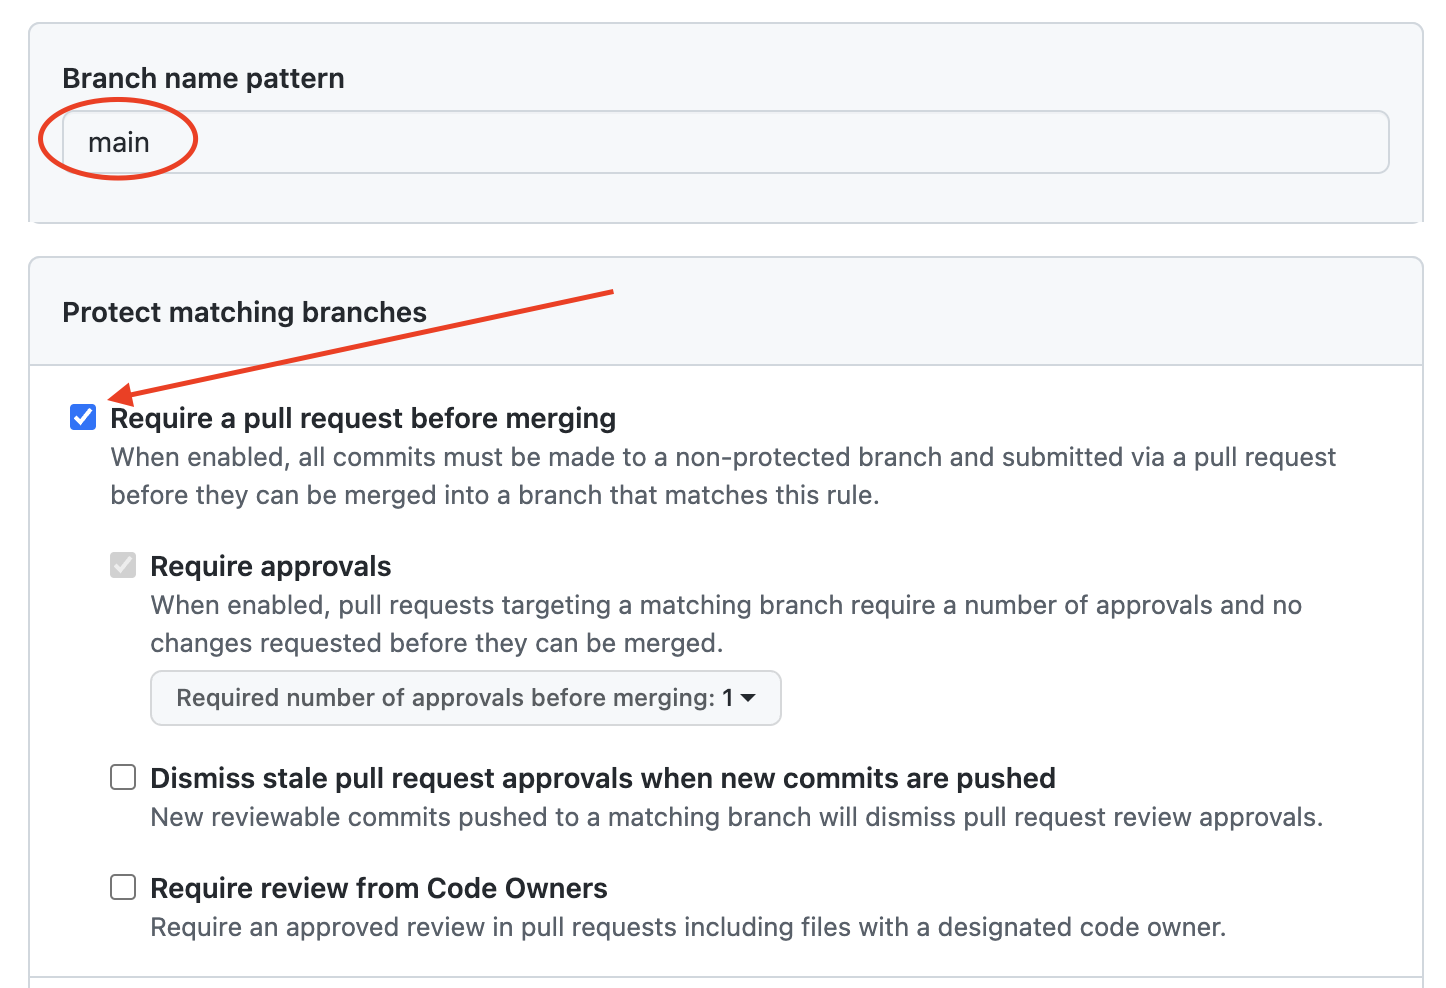 Branch name pattern
main
Protect matching branches
Require a pull request before merging
When enabled, all commits must be made to a non-protected branch and submitted via a pull request
before they can be merged into a branch that matches this rule.
Require approvals
When enabled, pull requests targeting a matching branch require a number of approvals and no
changes requested before they can be merged.
Required number of approvals before merging: 1
Dismiss stale pull request approvals when new commits are pushed
New reviewable commits pushed to a matching branch will dismiss pull request review approvals.
Require review from Code Owners
Require an approved review in pull requests including files with a designated code owner.